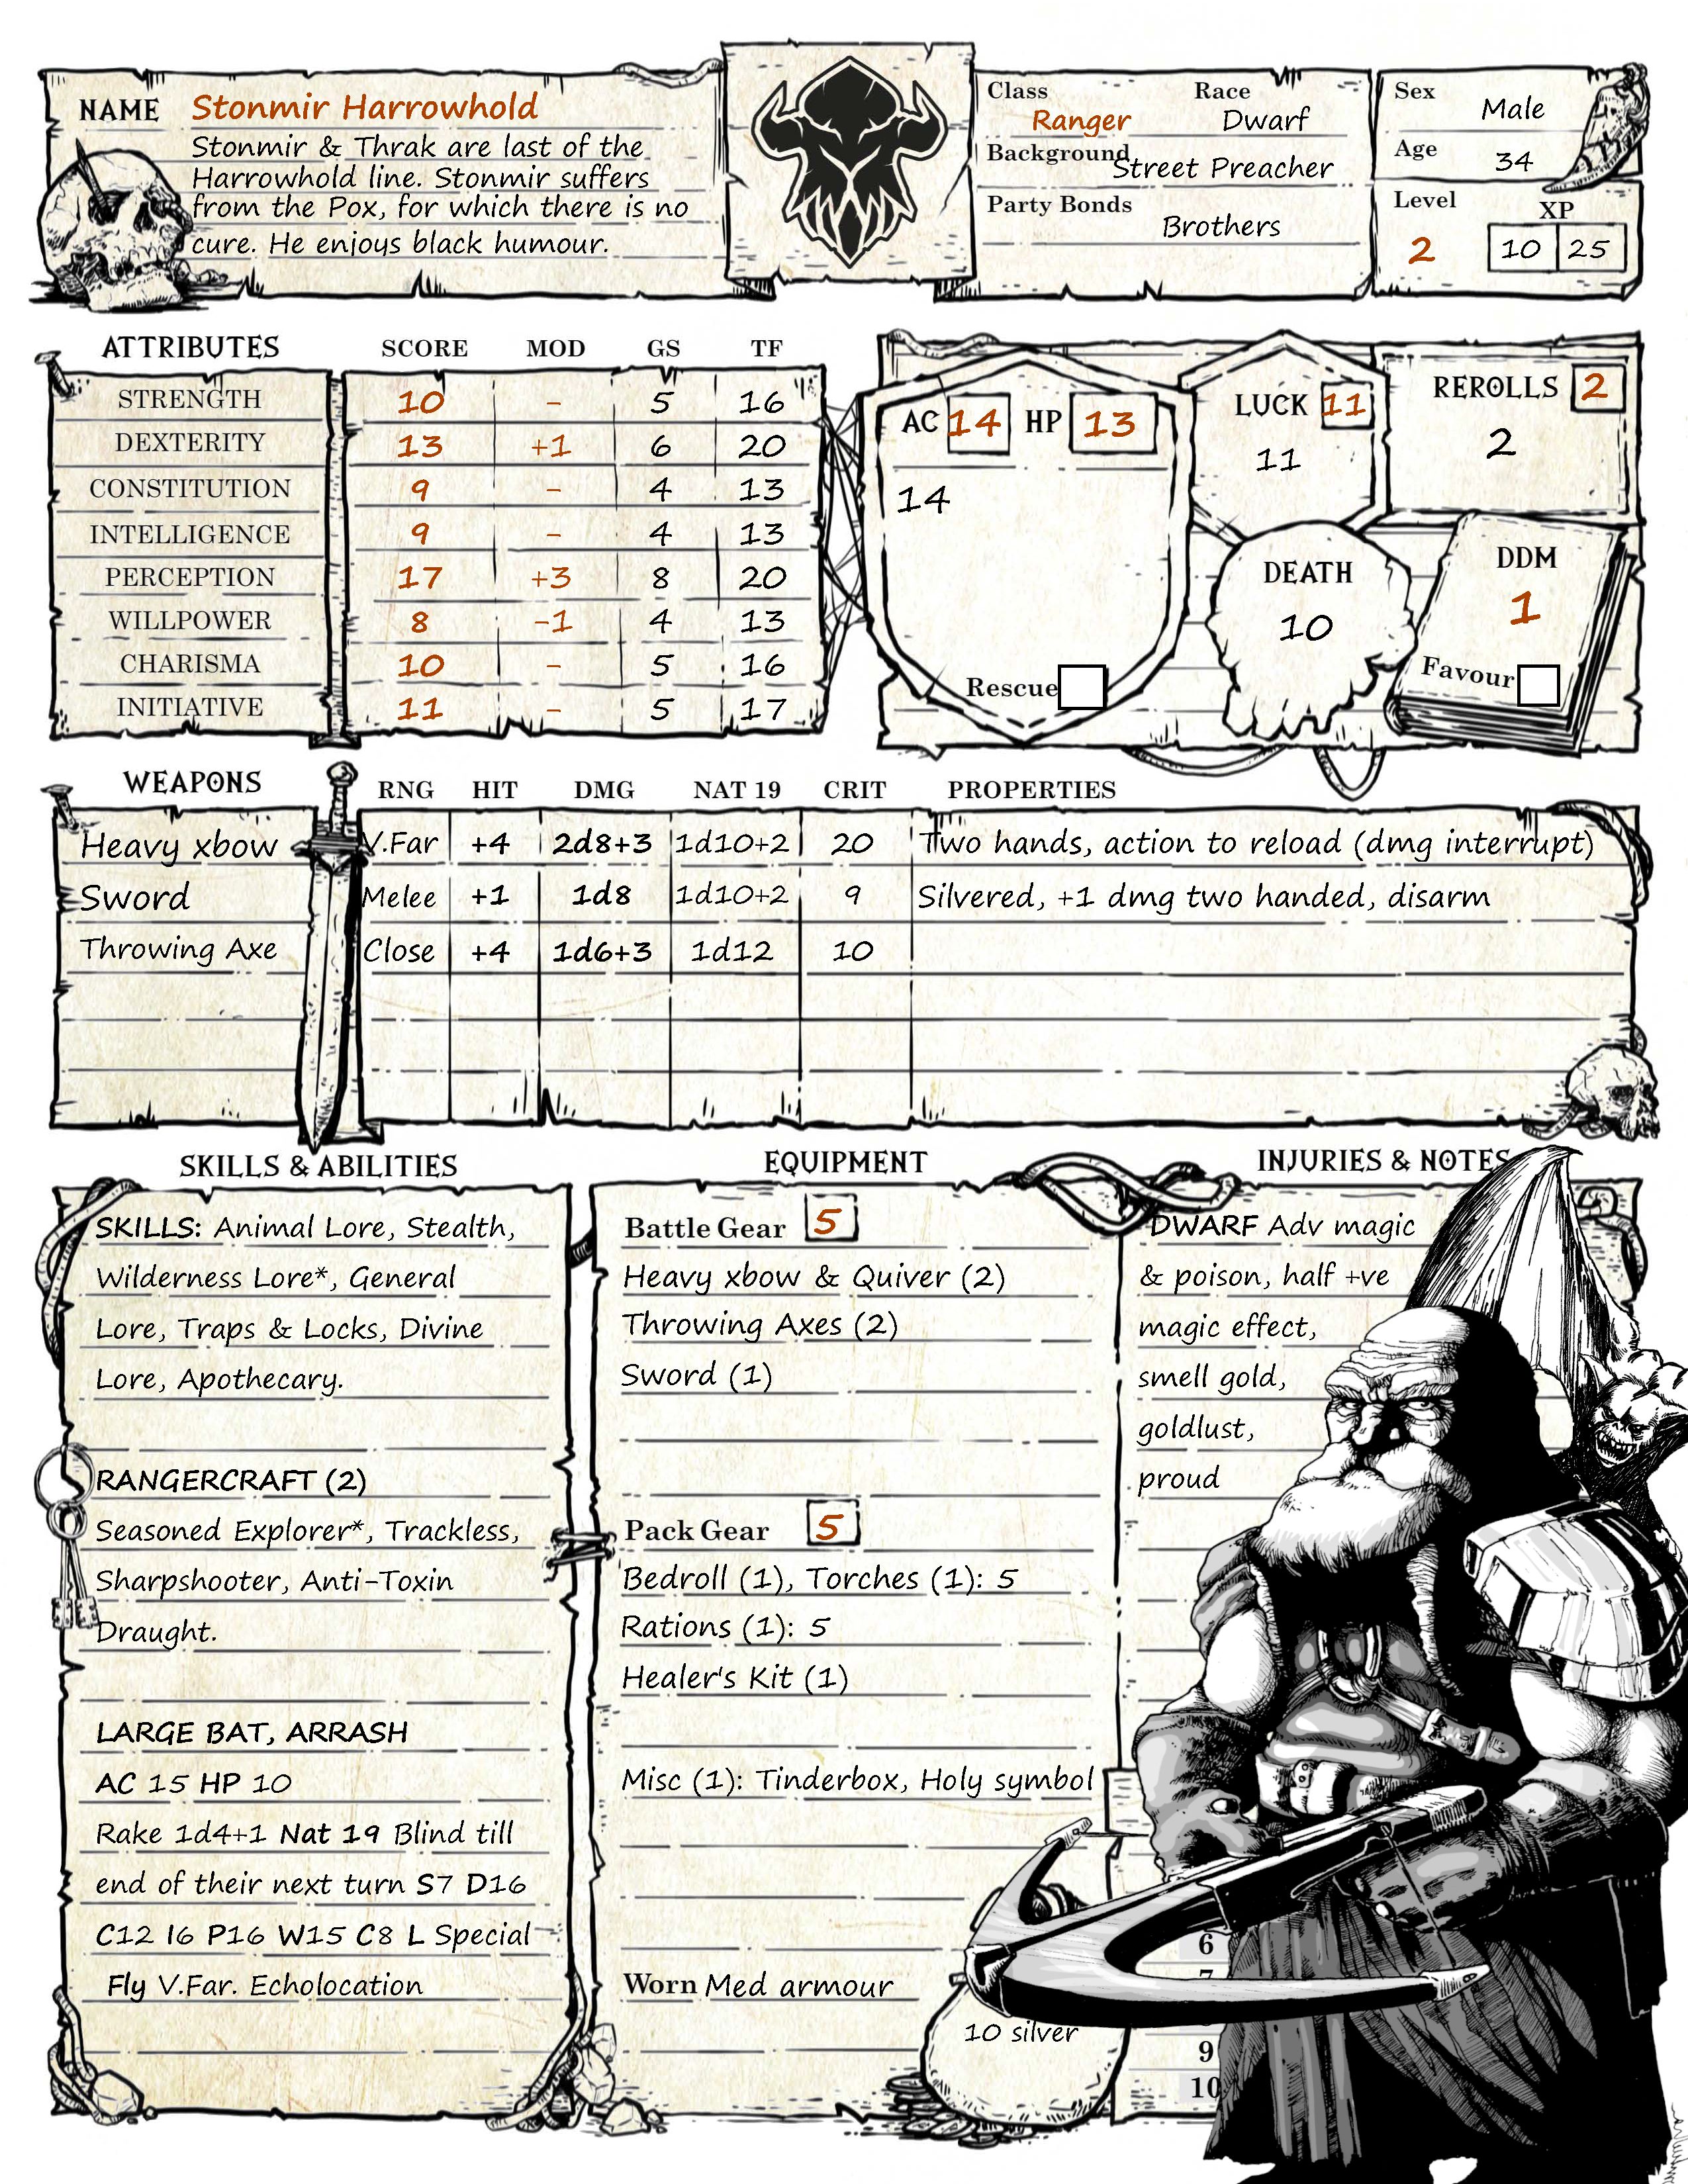 NAME Stonmir Harrowhold
Stonmir & Thrak are last of the
Harrowhold line. Stonmir suffers
from the Pox, for which there is no
cure. He enjoys black humour.
Class Race
Ranger Dwarf
Background Street Preacher
Party Bonds
Brothers
Sex Male
Age 34
Level XP
2 10 25
ATTRIBUTES SCORE MOD GS TF
STRENGTH 10 - 5 16
DEXTERITY 13 +1 6 20
CONSTITUTION 9 - 4 13
INTELLIGENCE 9 - 4 13
PERCEPTION 17 +3 8 20
WILLPOWER 8 -1 4 13
CHARISMA 10 - 5 16
INITIATIVE 11 - 5 17
AC 14 HP 13
14
Rescue
LUCK 11
11
REROLLS 2
2
DEATH
10
DDM
1
Favour
WEAPONS RNG HIT DMG NAT 19 CRIT PROPERTIES
Heavy xbow V.Far +4 2d8+3 1d10+2 20 Two hands, action to reload (dmg interrupt)
Sword Melee +1 1d8 1d10+2 9 Silvered, +1 dmg two handed, disarm
Throwing Axe Close +4 1d6+3 1d12 10
SKILLS & ABILITIES
SKILLS: Animal Lore, Stealth,
Wilderness Lore*, General
Lore, Traps & Locks, Divine
Lore, Apothecary.
RANGERCRAFT (2)
Seasoned Explorer*, Trackless,
Sharpshooter, Anti-Toxin
Draught.
LARGE BAT, ARRASH
AC 15 HP 10
Rake 1d4+1 Nat 19 Blind till
end of their next turn S7 D16
C12 I6 P16 W15 C8 L Special
Fly V.Far. Echolocation
EQUIPMENT
Battle Gear 5
Heavy xbow & Quiver (2)
Throwing Axes (2)
Sword (1)
Pack Gear 5
Bedroll (1), Torches (1): 5
Rations (1): 5
Healer's Kit (1)
Misc (1): Tinderbox, Holy symbol
Worn Med armour
10 silver
INJURIES & NOTES
DWARF Adv magic
& poison, half +ve
magic effect,
smell gold,
goldlust,
proud
6
9
10